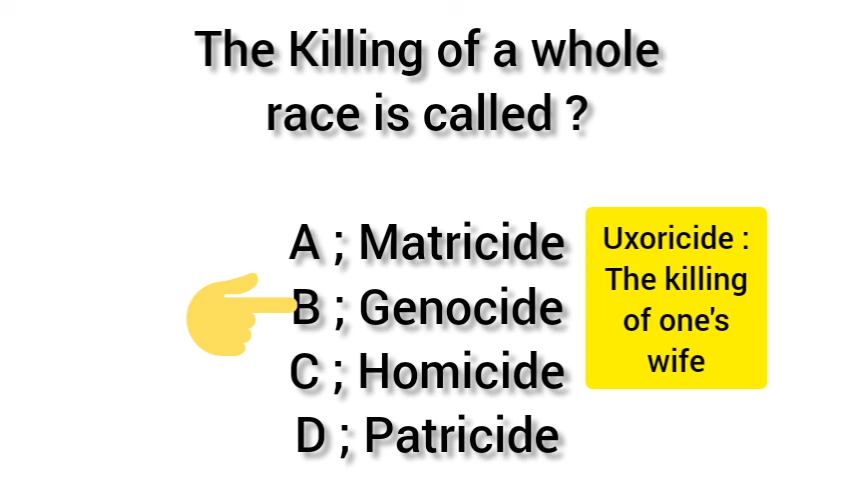 The Killing of a whole
race is called ?
A ; Matricide
B ; Genocide
C ; Homicide
D ; Patricide
Uxoricide :
The killing
of one's
wife